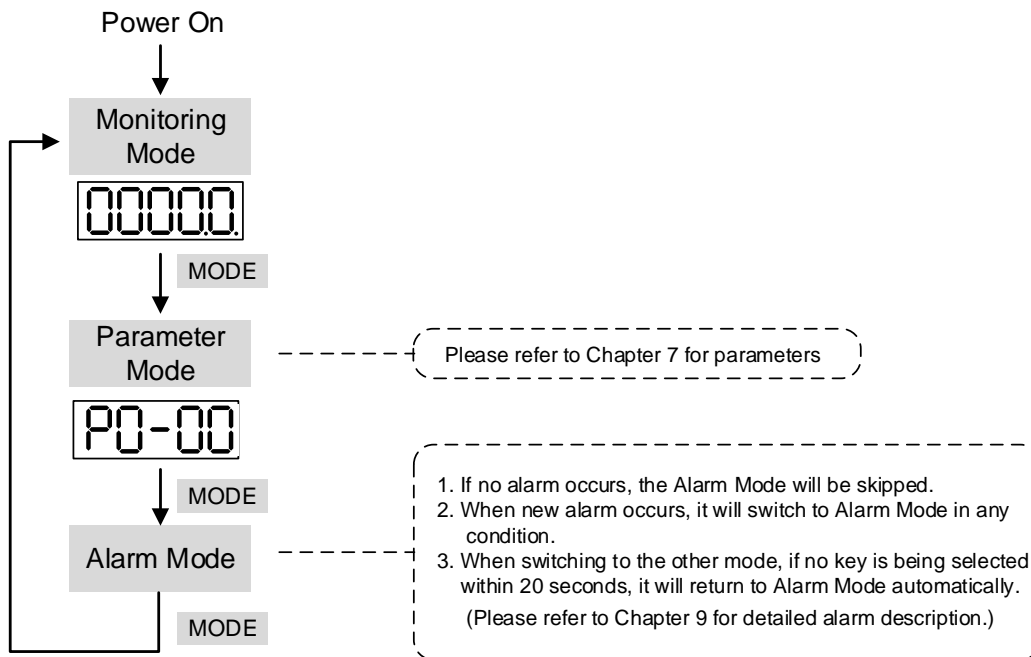 Power On
Monitoring
Mode
0000.0.
MODE
Parameter
Mode
Please refer to Chapter 7 for parameters
P0-00
MODE
Alarm Mode
1. If no alarm occurs, the Alarm Mode will be skipped.
2. When new alarm occurs, it will switch to Alarm Mode in any
condition.
3. When switching to the other mode, if no key is being selected
within 20 seconds, it will return to Alarm Mode automatically.
(Please refer to Chapter 9 for detailed alarm description.)
MODE